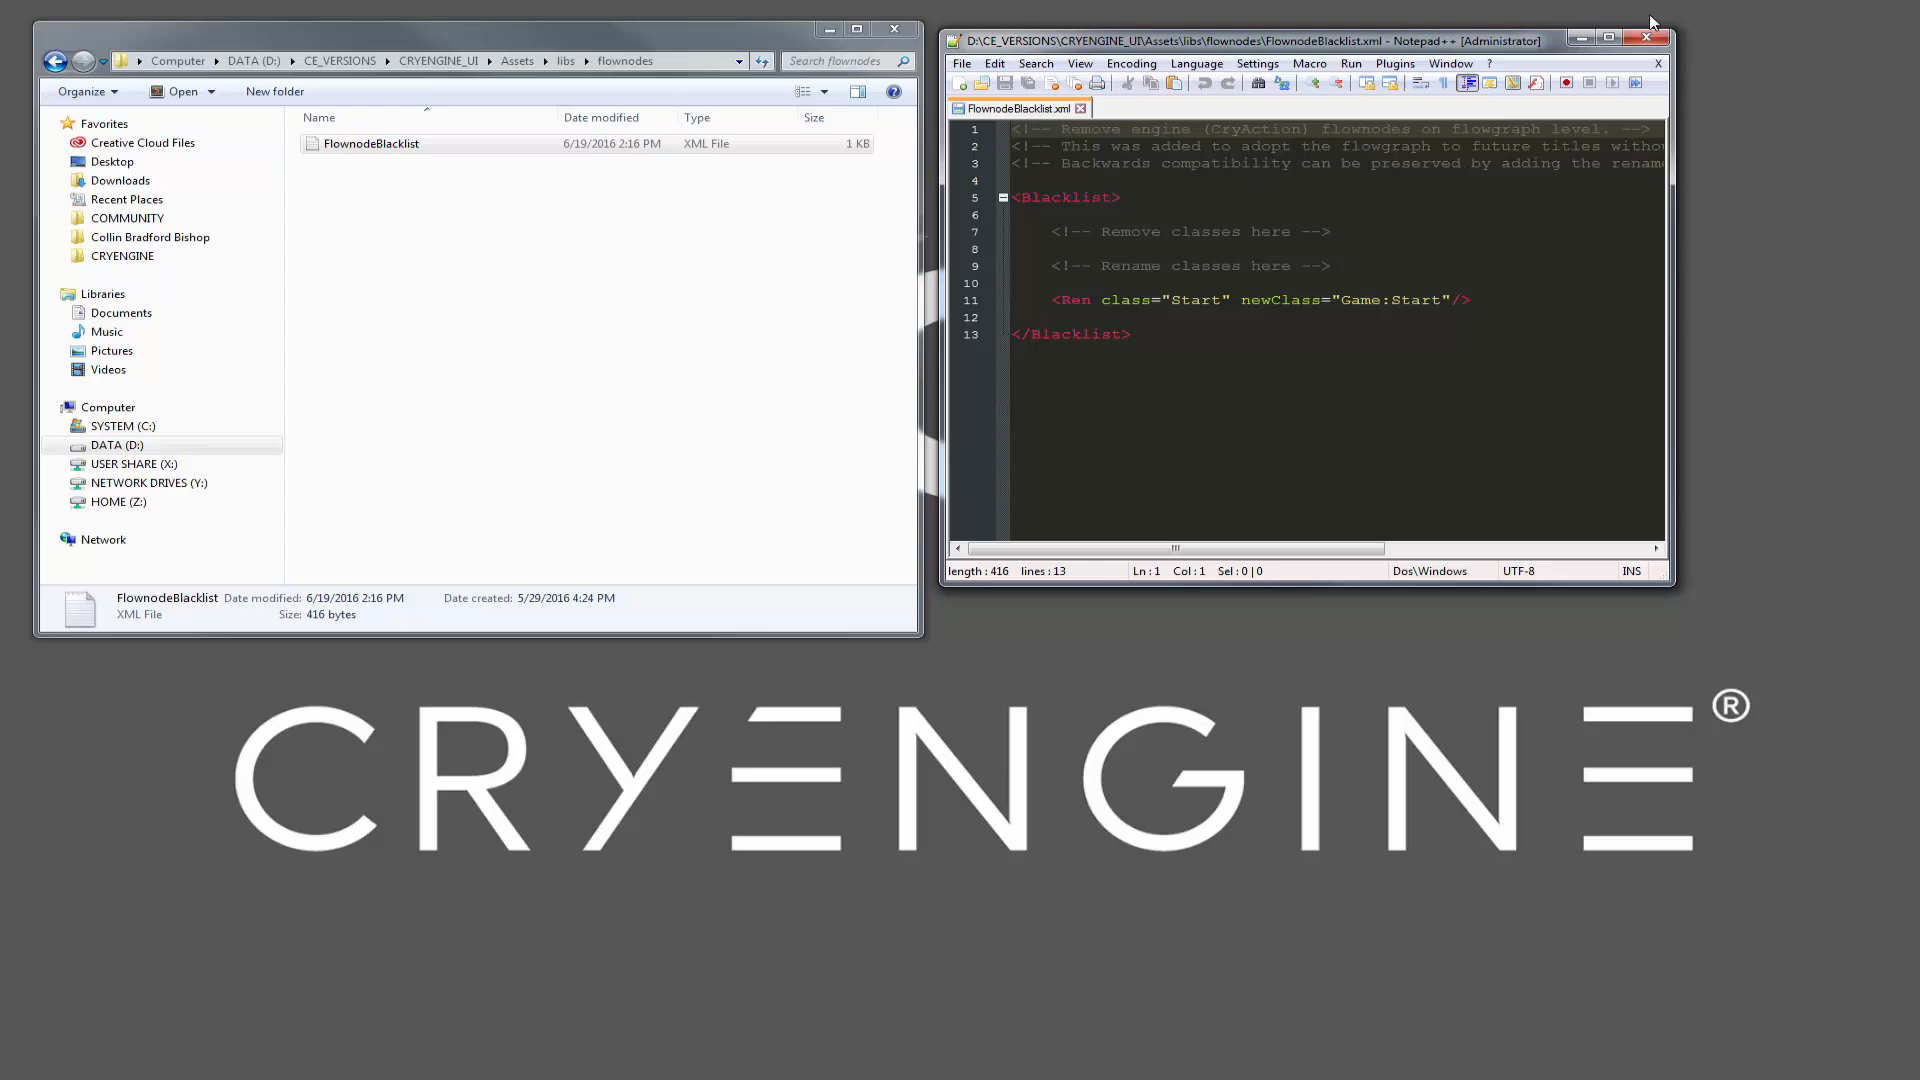 Computer DATA (D:) CE_VERSIONS CRYENGINE_UI Assets libs flownodes
Search flownodes
Organize Open New folder
Favorites
Creative Cloud Files
Desktop
Downloads
Recent Places
COMMUNITY
Collin Bradford Bishop
CRYENGINE
Libraries
Documents
Music
Pictures
Videos
Computer
SYSTEM (C:)
DATA (D:)
USER SHARE (X:)
NETWORK DRIVES (Y:)
HOME (Z:)
Network
Name Date modified Type Size
FlownodeBlacklist 6/19/2016 2:16 PM XML File 1 KB
FlownodeBlacklist Date modified: 6/19/2016 2:16 PM Date created: 5/29/2016 4:24 PM
XML File Size: 416 bytes
D:\CE_VERSIONS\CRYENGINE_UI\Assets\libs\flownodes\FlownodeBlacklist.xml - Notepad++ [Administrator]
File Edit Search View Encoding Language Settings Macro Run Plugins Window ? X
FlownodeBlacklist.xml
1 <!-- Remove engine (CryAction) flownodes on flowgraph level. -->
2 <!-- This was added to adopt the flowgraph to future titles withou
3 <!-- Backwards compatibility can be preserved by adding the rename
4
5 <Blacklist>
6
7 <!-- Remove classes here -->
8
9 <!-- Rename classes here -->
10
11 <Ren class="Start" newClass="Game:Start"/>
12
13 </Blacklist>
length : 416 lines : 13 Ln : 1 Col : 1 Sel : 0 | 0 Dos\Windows UTF-8 INS
CRYENGINE®